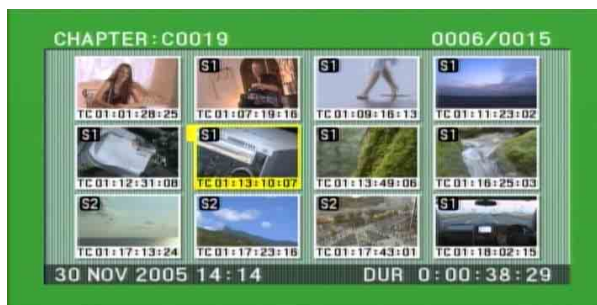 CHAPTER:C0019 0006/0015
S1 S1 S1
TC 01:01:28:25 TC 01:07:19:16 TC 01:09:16:13 TC 01:11:23:02
S1 S1 S1 S1
TC 01:12:31:08 TC 01:13:10:07 TC 01:13:49:06 TC 01:16:25:03
S2 S2 S2 S2
TC 01:17:13:24 TC 01:17:23:16 TC 01:17:43:01 TC 01:18:02:15
30 NOV 2005 14:14 DUR 0:00:38:29